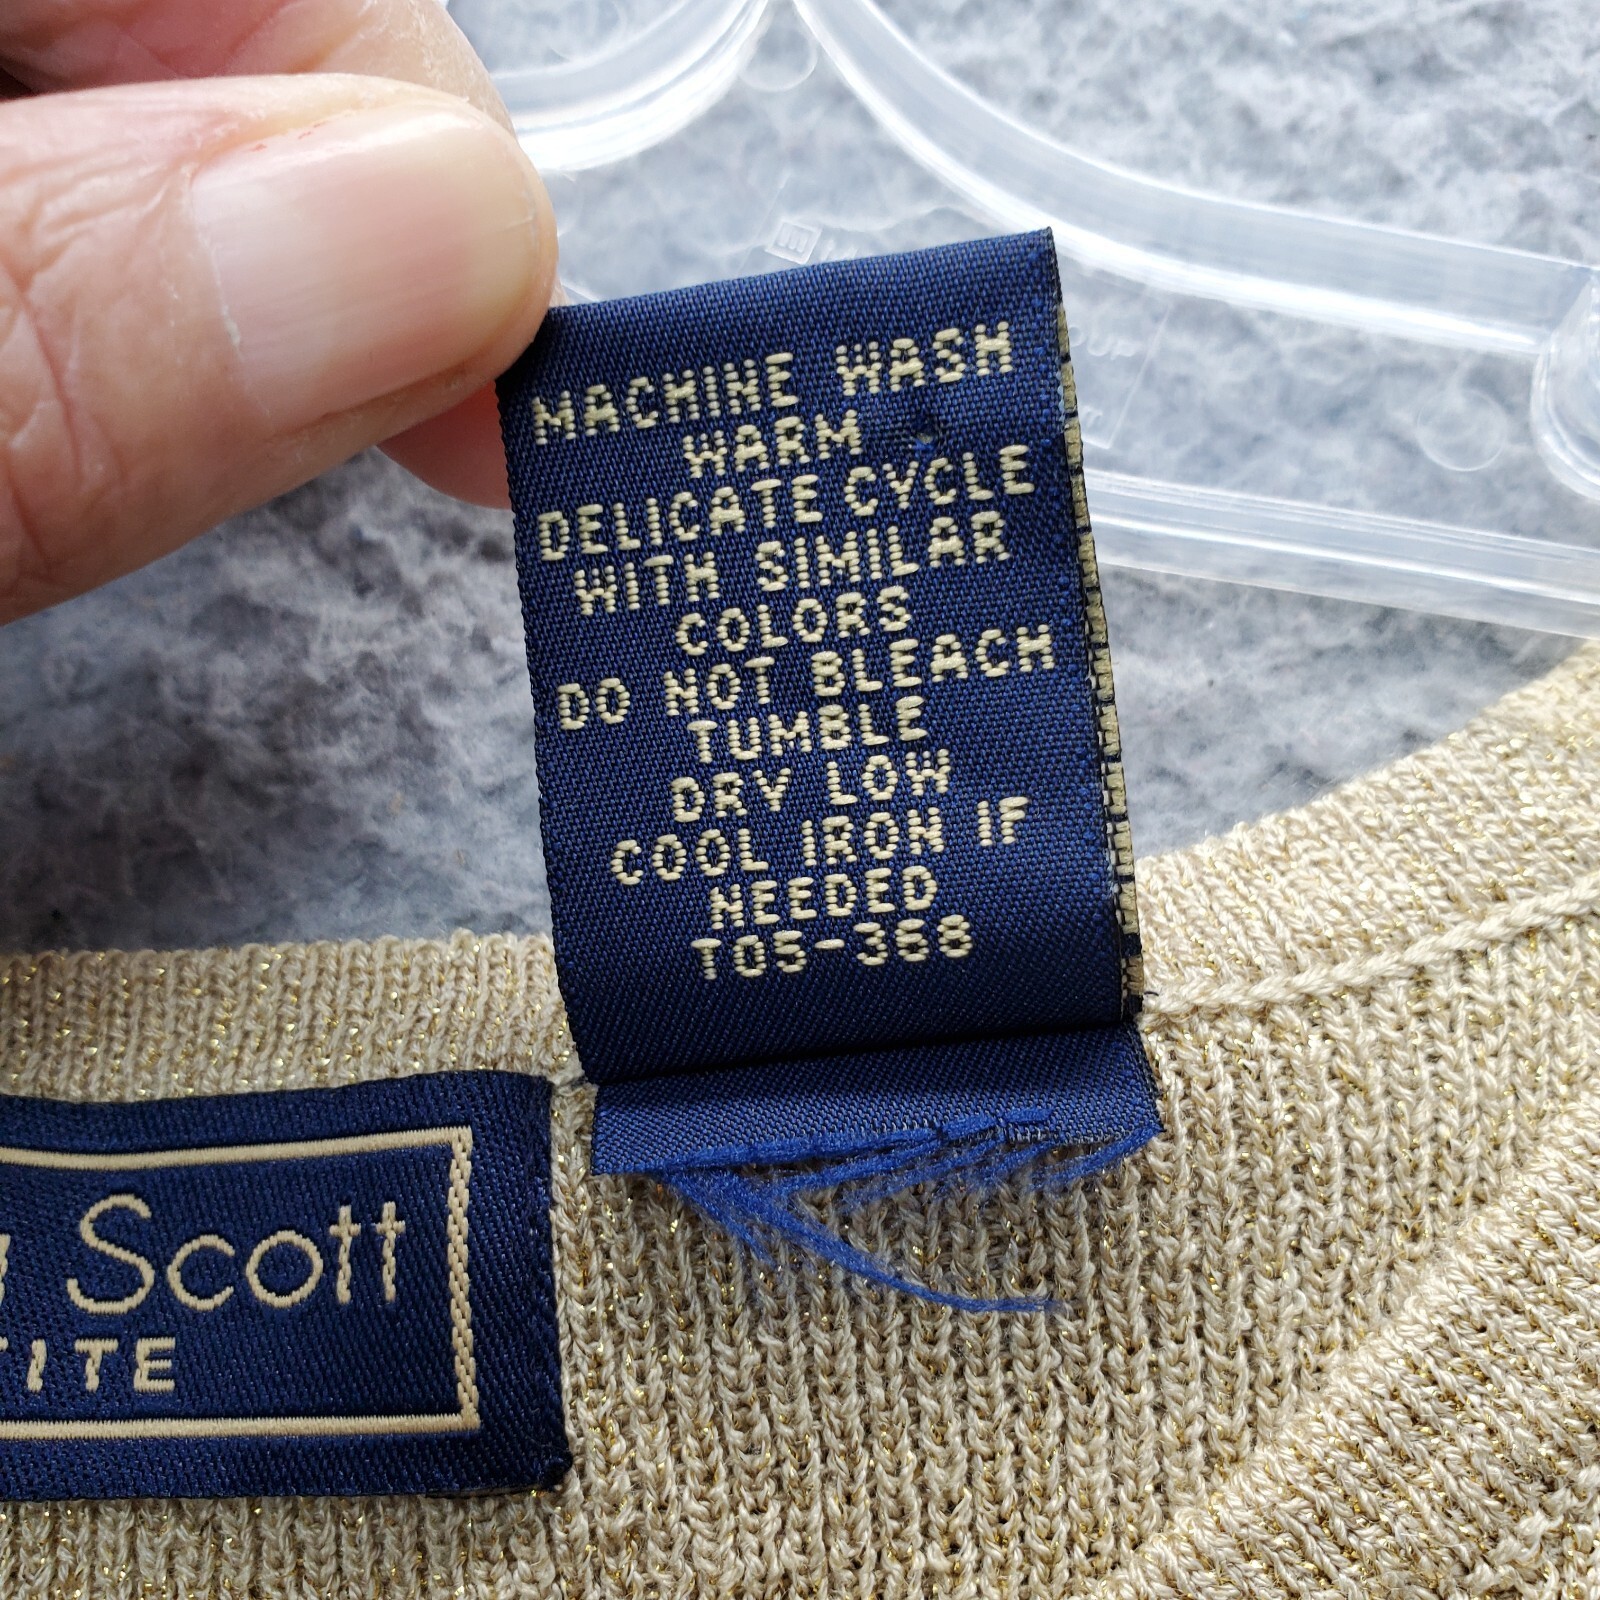 MACHINE WASH
WARM
DELICATE CYCLE
WITH SIMILAR
COLORS
DO NOT BLEACH
TUMBLE
DRY LOW
COOL IRON IF
NEEDED
T05-358
Scott